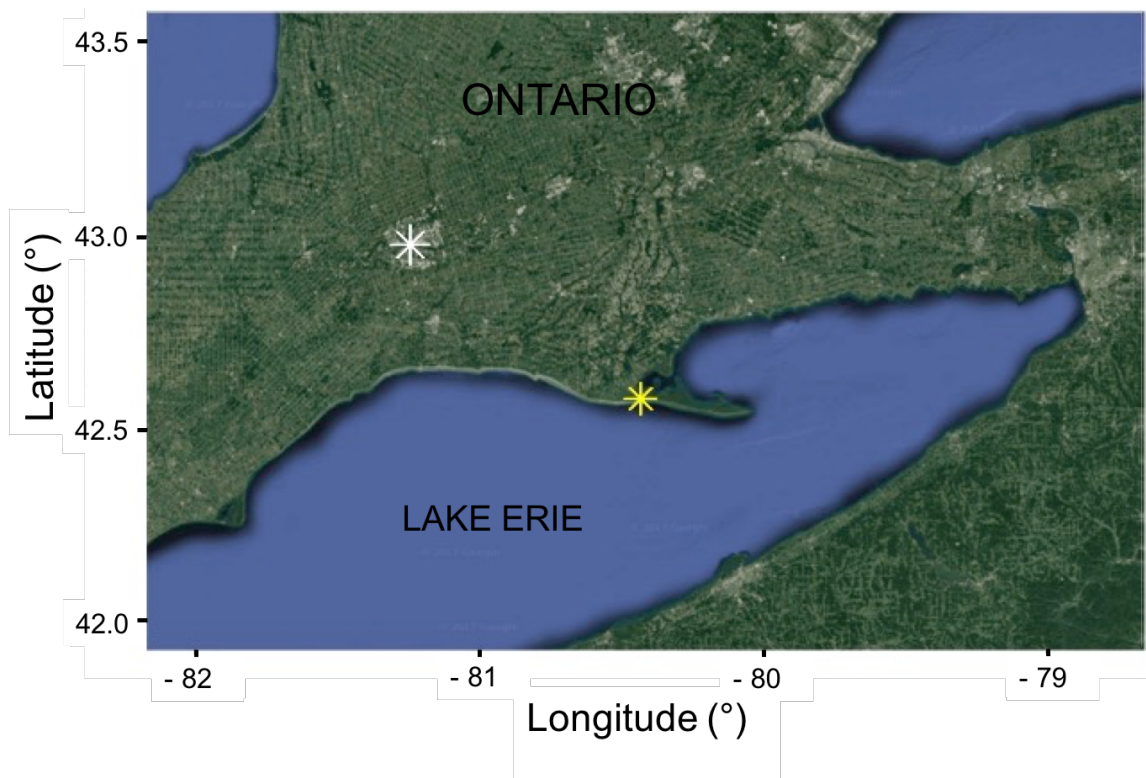 43.5
ONTARIO
43.0
Latitude (°)
42.5
LAKE ERIE
42.0
- 82
- 81
- 80
- 79
Longitude (°)